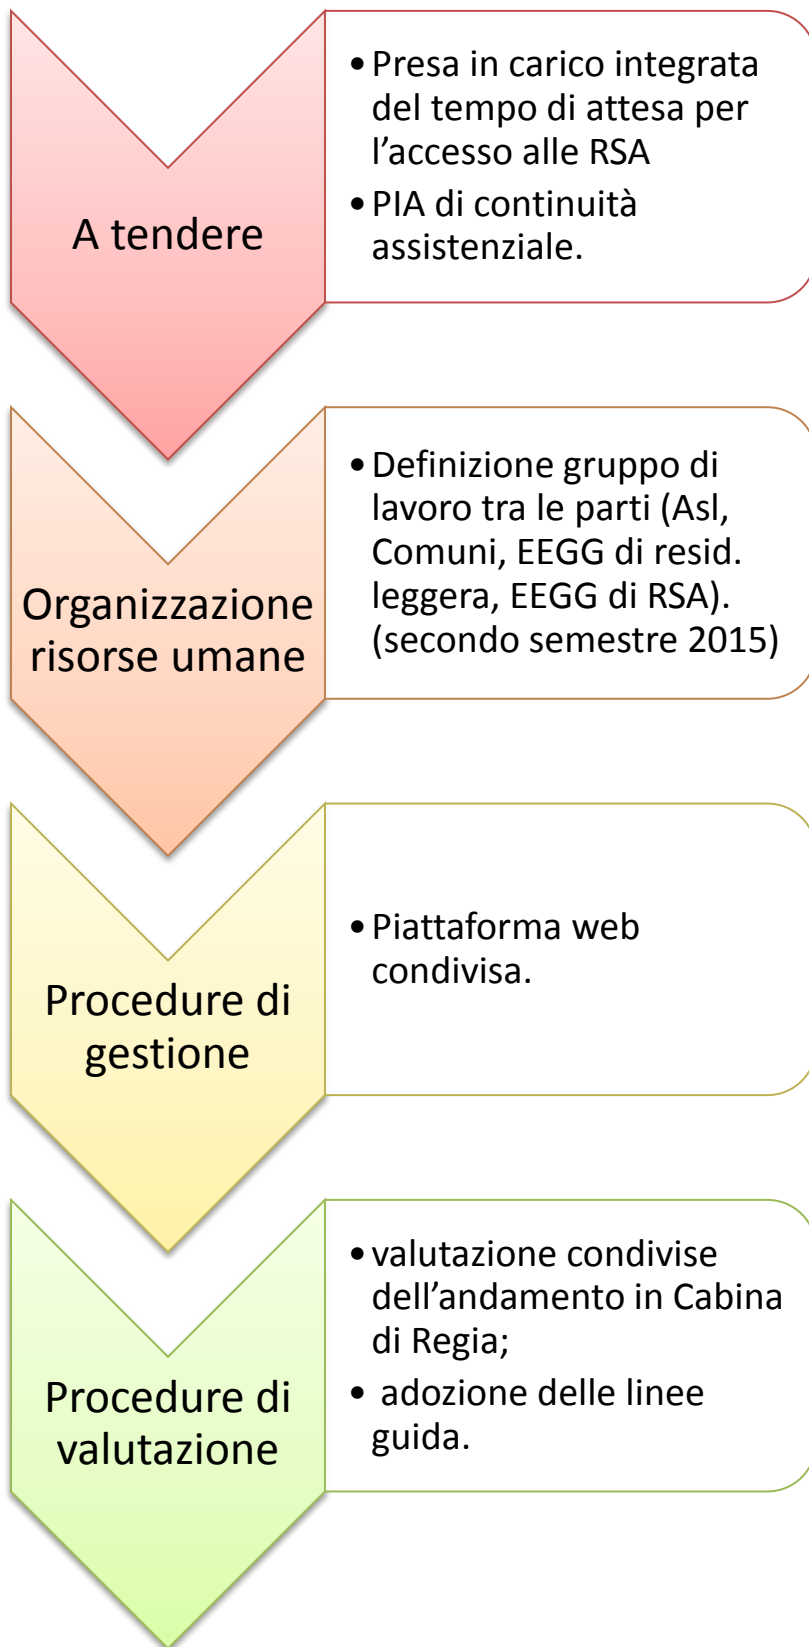 A tendere
• Presa in carico integrata
del tempo di attesa per
l’accesso alle RSA
• PIA di continuità
assistenziale.
Organizzazione
risorse umane
• Definizione gruppo di
lavoro tra le parti (Asl,
Comuni, EEGG di resid.
leggera, EEGG di RSA).
(secondo semestre 2015)
Procedure di
gestione
• Piattaforma web
condivisa.
Procedure di
valutazione
• valutazione condivise
dell’andamento in Cabina
di Regia;
• adozione delle linee
guida.